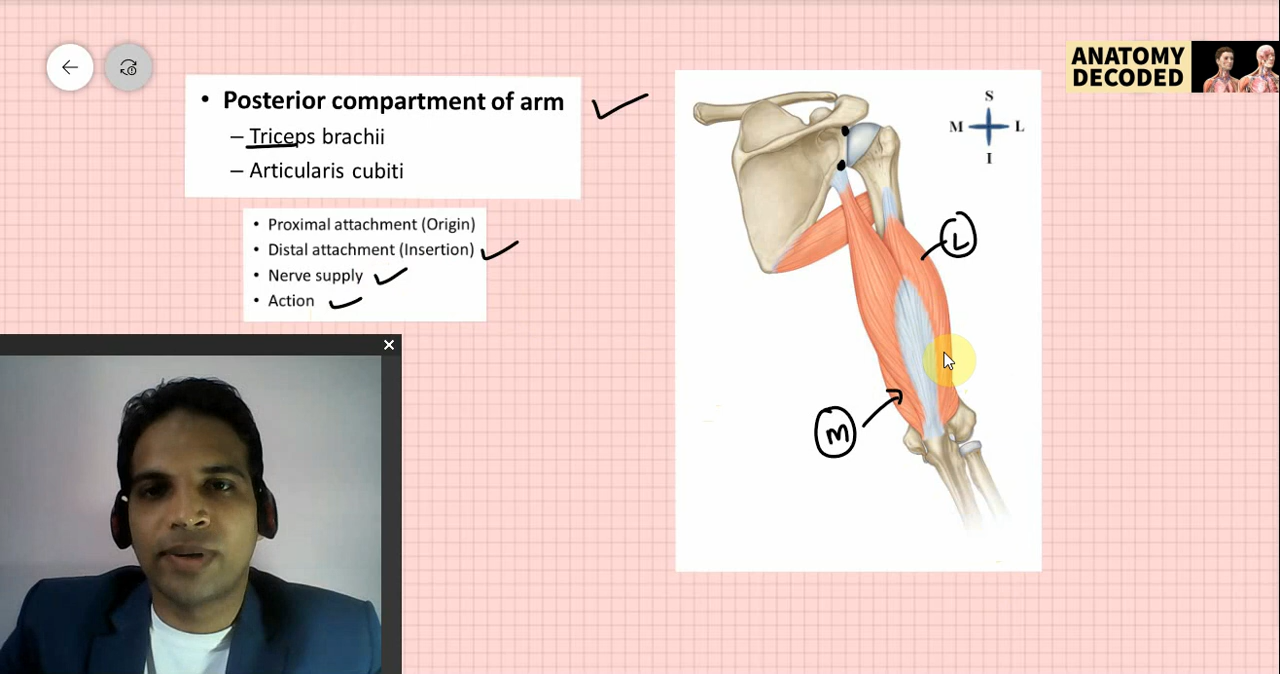 • Posterior compartment of arm
– Triceps brachii
– Articularis cubiti
• Proximal attachment (Origin)
• Distal attachment (Insertion)
• Nerve supply
• Action
ANATOMY
DECODED
S
M L
I
L
M